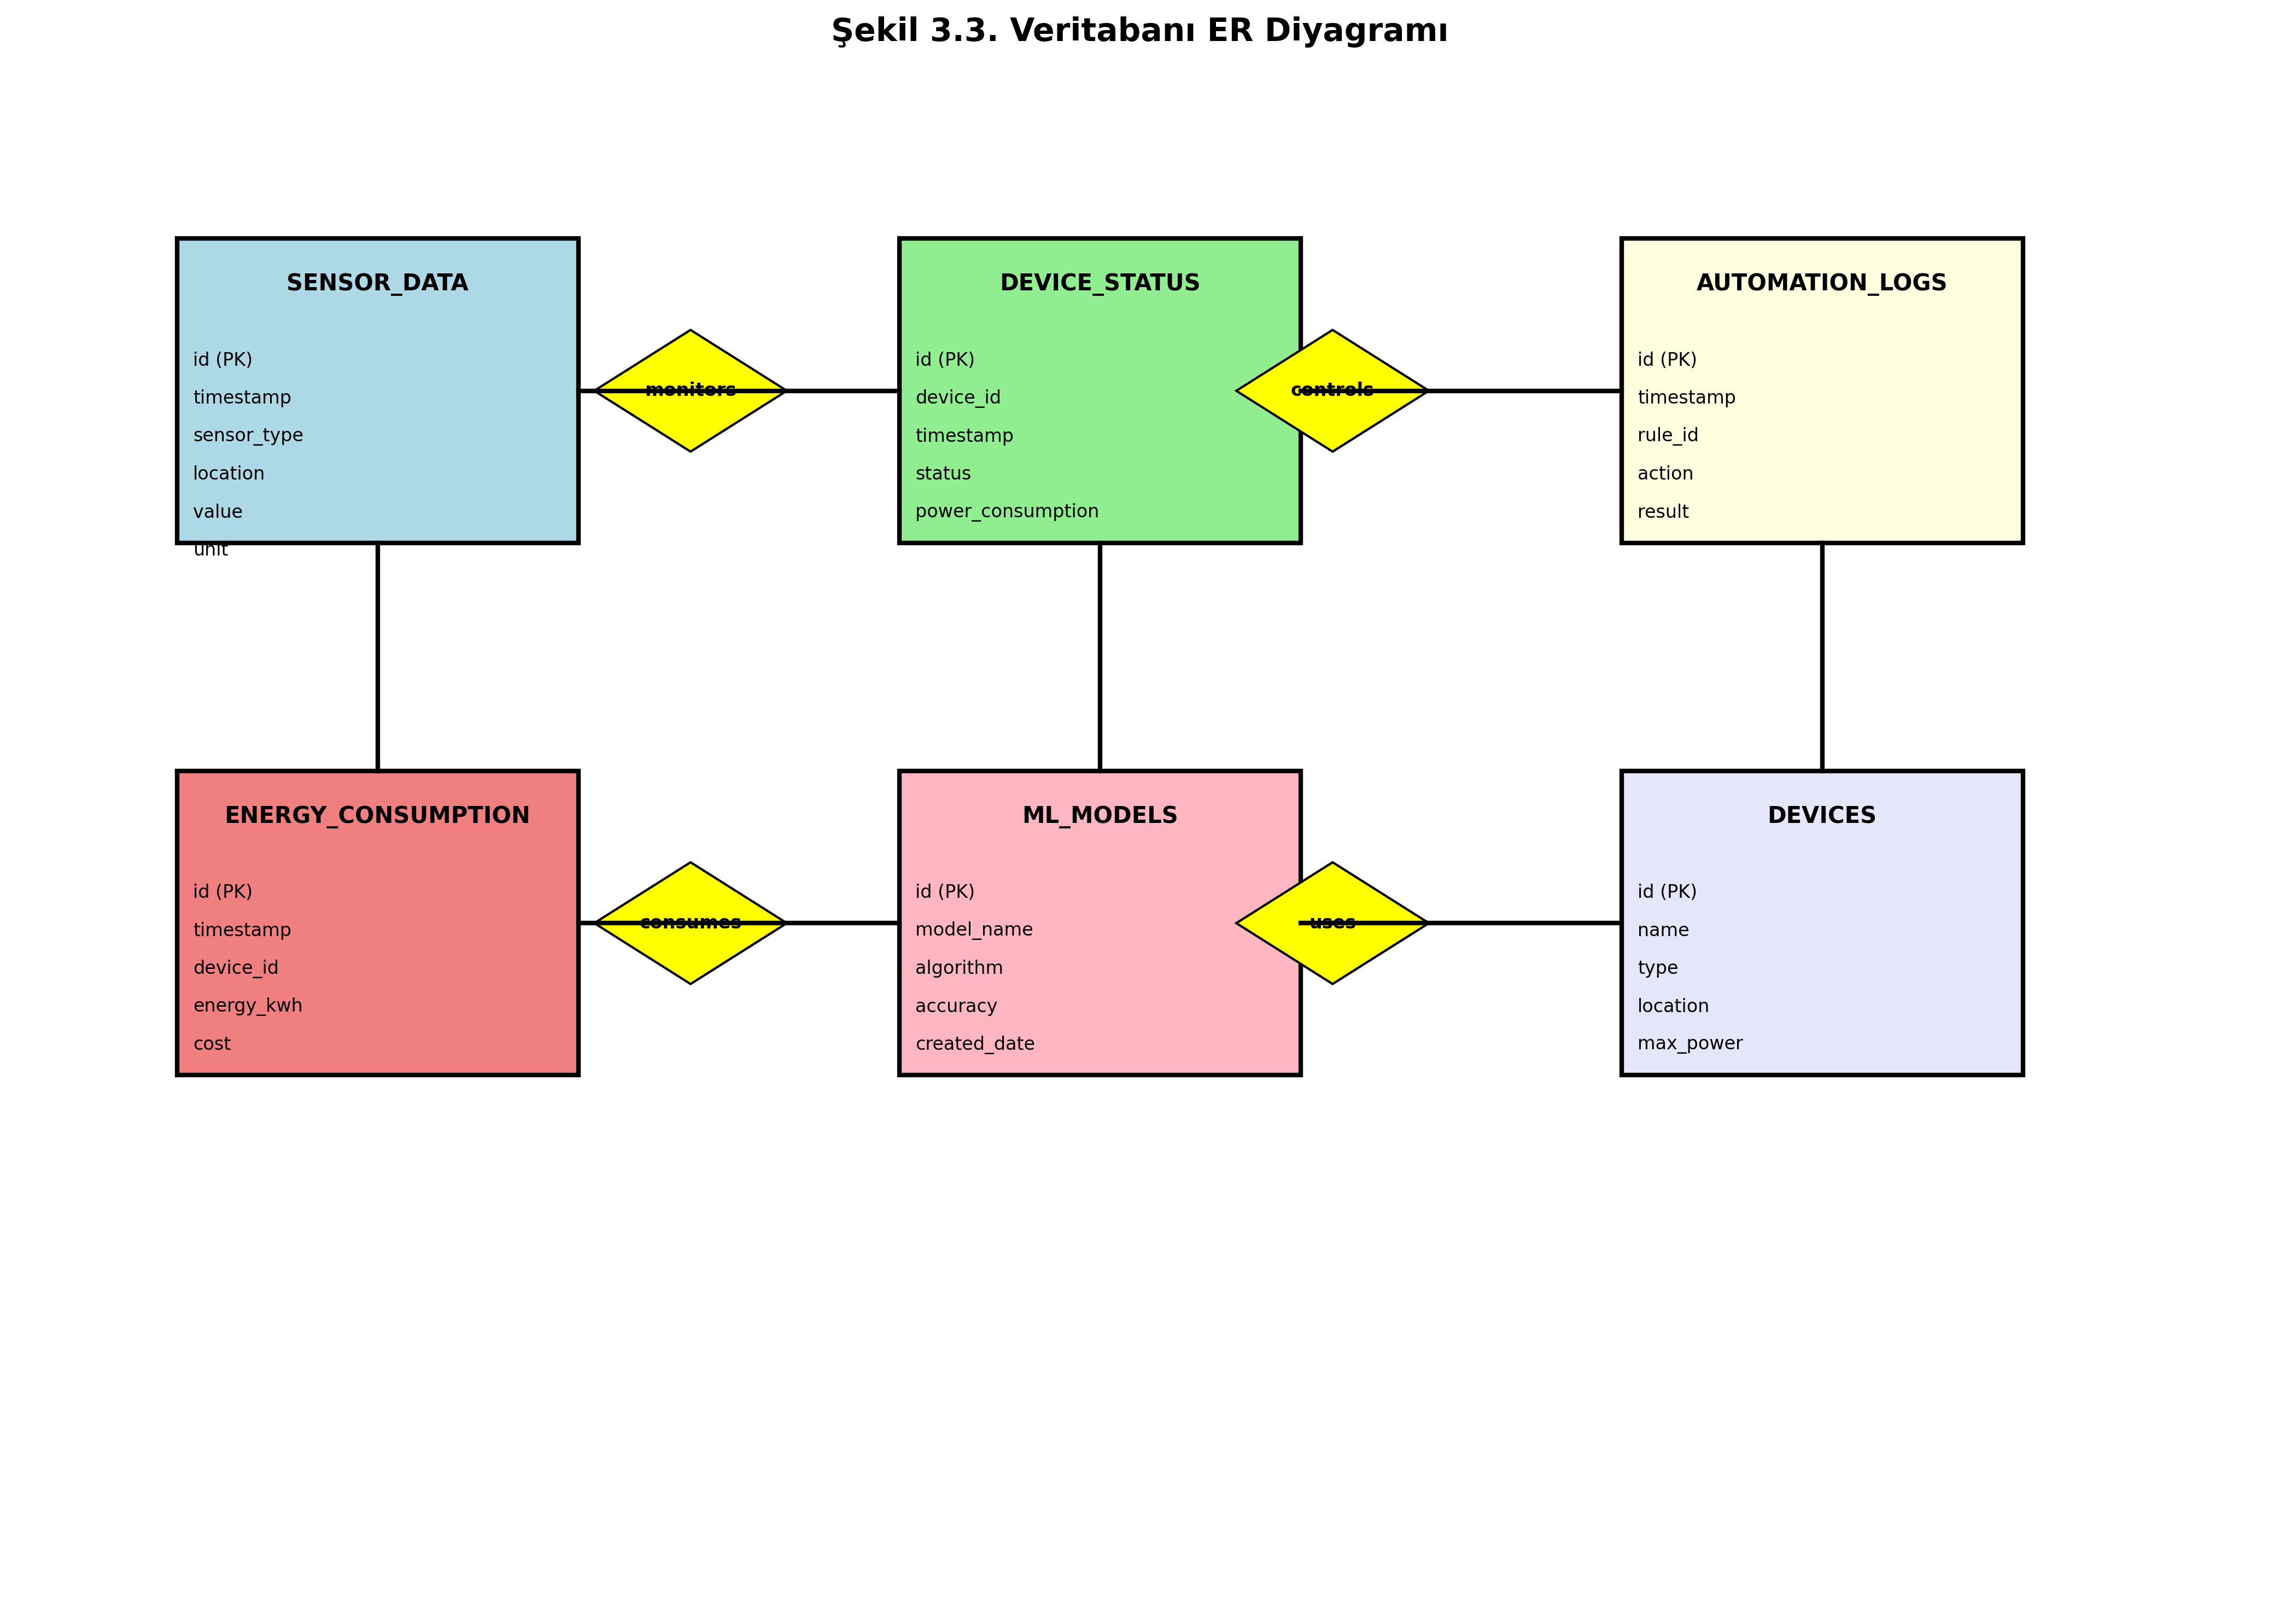 Şekil 3.3. Veritabanı ER Diyagramı
SENSOR_DATA
id (PK)
timestamp
sensor_type
location
value
unit
monitors
DEVICE_STATUS
id (PK)
device_id
timestamp
status
power_consumption
controls
AUTOMATION_LOGS
id (PK)
timestamp
rule_id
action
result
ENERGY_CONSUMPTION
id (PK)
timestamp
device_id
energy_kwh
cost
consumes
ML_MODELS
id (PK)
model_name
algorithm
accuracy
created_date
uses
DEVICES
id (PK)
name
type
location
max_power